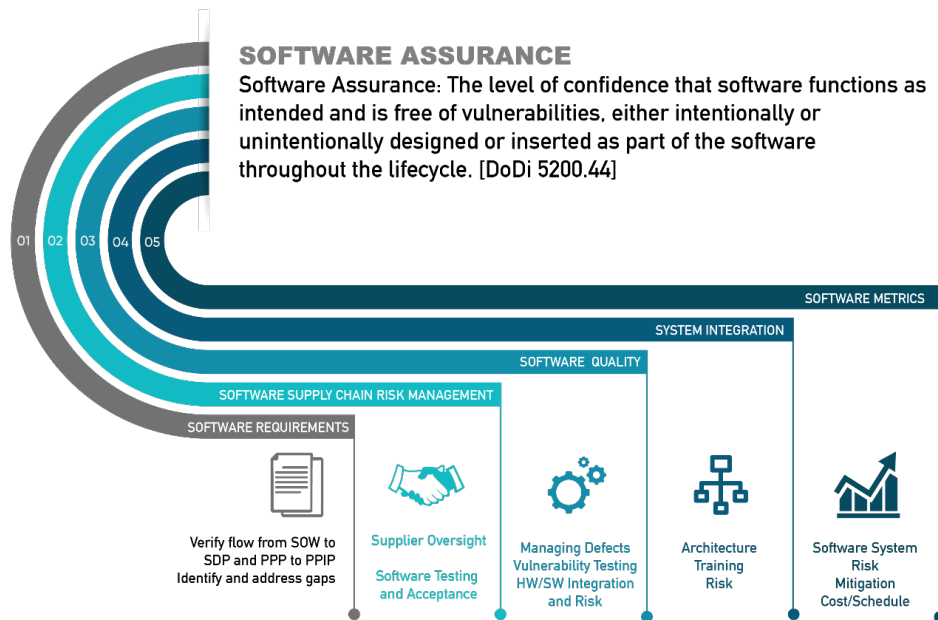 SOFTWARE ASSURANCE
Software Assurance: The level of confidence that software functions as
intended and is free of vulnerabilities, either intentionally or
unintentionally designed or inserted as part of the software
throughout the lifecycle. [DoDi 5200.44]
01 02 03 04 05
SOFTWARE METRICS
SYSTEM INTEGRATION
SOFTWARE QUALITY
SOFTWARE SUPPLY CHAIN RISK MANAGEMENT
SOFTWARE REQUIREMENTS
Verify flow from SOW to
SDP and PPP to PPIP
Identify and address gaps
Supplier Oversight
Software Testing
and Acceptance
Managing Defects
Vulnerability Testing
HW/SW Integration
and Risk
Architecture
Training
Risk
Software System
Risk
Mitigation
Cost/Schedule